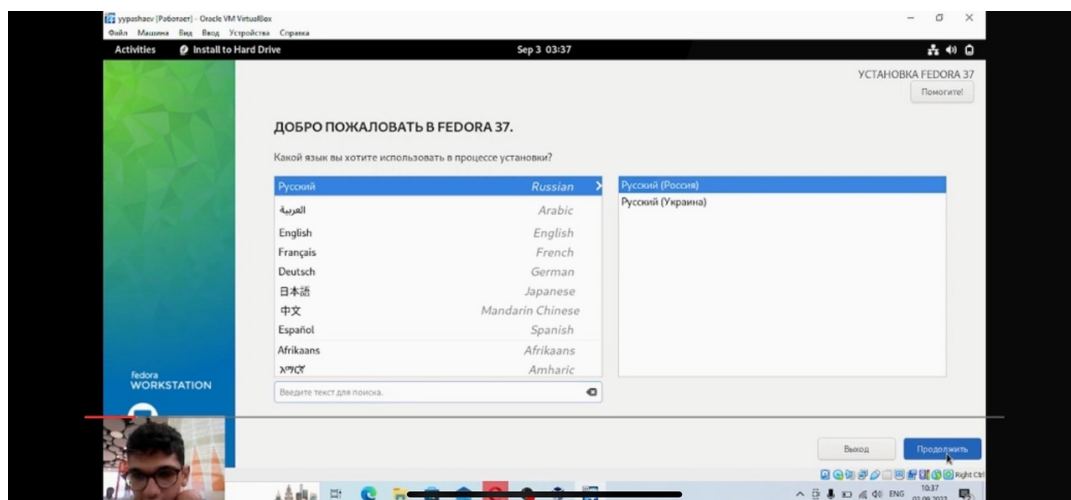 yypashaev [Работает] - Oracle VM VirtualBox
Файл Машина Вид Ввод Устройства Справка
Activities Install to Hard Drive Sep 3 03:37
УСТАНОВКА FEDORA 37
Помогите!
ДОБРО ПОЖАЛОВАТЬ В FEDORA 37.
Какой язык вы хотите использовать в процессе установки?
Русский Russian
العربية Arabic
English English
Français French
Deutsch German
日本語 Japanese
中文 Mandarin Chinese
Español Spanish
Afrikaans Afrikaans
አማርኛ Amharic
Русский (Россия)
Русский (Украина)
Введите текст для поиска.
fedora
WORKSTATION
Выход Продолжить
Right Ctrl
ENG 10:37